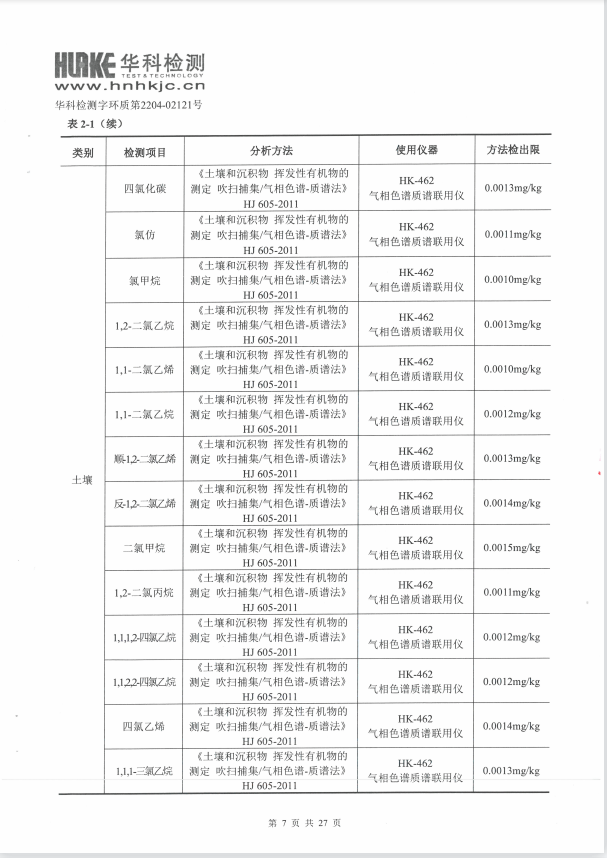 HUAKE 华科检测
TEST & TECHNOLOGY
www.hnhkjc.cn
华科检测字环质第2204-02121号
表 2-1（续）
类别 检测项目 分析方法 使用仪器 方法检出限
土壤
四氯化碳 《土壤和沉积物 挥发性有机物的 HK-462 0.0013mg/kg
测定 吹扫捕集/气相色谱-质谱法》 气相色谱质谱联用仪
HJ 605-2011
氯仿 《土壤和沉积物 挥发性有机物的 HK-462 0.0011mg/kg
测定 吹扫捕集/气相色谱-质谱法》 气相色谱质谱联用仪
HJ 605-2011
氯甲烷 《土壤和沉积物 挥发性有机物的 HK-462 0.0010mg/kg
测定 吹扫捕集/气相色谱-质谱法》 气相色谱质谱联用仪
HJ 605-2011
1,2-二氯乙烷 《土壤和沉积物 挥发性有机物的 HK-462 0.0013mg/kg
测定 吹扫捕集/气相色谱-质谱法》 气相色谱质谱联用仪
HJ 605-2011
1,1-二氯乙烯 《土壤和沉积物 挥发性有机物的 HK-462 0.0010mg/kg
测定 吹扫捕集/气相色谱-质谱法》 气相色谱质谱联用仪
HJ 605-2011
1,1-二氯乙烷 《土壤和沉积物 挥发性有机物的 HK-462 0.0012mg/kg
测定 吹扫捕集/气相色谱-质谱法》 气相色谱质谱联用仪
HJ 605-2011
顺-1,2-二氯乙烯 《土壤和沉积物 挥发性有机物的 HK-462 0.0013mg/kg
测定 吹扫捕集/气相色谱-质谱法》 气相色谱质谱联用仪
HJ 605-2011
反-1,2-二氯乙烯 《土壤和沉积物 挥发性有机物的 HK-462 0.0014mg/kg
测定 吹扫捕集/气相色谱-质谱法》 气相色谱质谱联用仪
HJ 605-2011
二氯甲烷 《土壤和沉积物 挥发性有机物的 HK-462 0.0015mg/kg
测定 吹扫捕集/气相色谱-质谱法》 气相色谱质谱联用仪
HJ 605-2011
1,2-二氯丙烷 《土壤和沉积物 挥发性有机物的 HK-462 0.0011mg/kg
测定 吹扫捕集/气相色谱-质谱法》 气相色谱质谱联用仪
HJ 605-2011
1,1,1,2-四氯乙烷 《土壤和沉积物 挥发性有机物的 HK-462 0.0012mg/kg
测定 吹扫捕集/气相色谱-质谱法》 气相色谱质谱联用仪
HJ 605-2011
1,1,2,2-四氯乙烷 《土壤和沉积物 挥发性有机物的 HK-462 0.0012mg/kg
测定 吹扫捕集/气相色谱-质谱法》 气相色谱质谱联用仪
HJ 605-2011
四氯乙烯 《土壤和沉积物 挥发性有机物的 HK-462 0.0014mg/kg
测定 吹扫捕集/气相色谱-质谱法》 气相色谱质谱联用仪
HJ 605-2011
1,1,1-三氯乙烷 《土壤和沉积物 挥发性有机物的 HK-462 0.0013mg/kg
测定 吹扫捕集/气相色谱-质谱法》 气相色谱质谱联用仪
HJ 605-2011
第 7 页 共 27 页